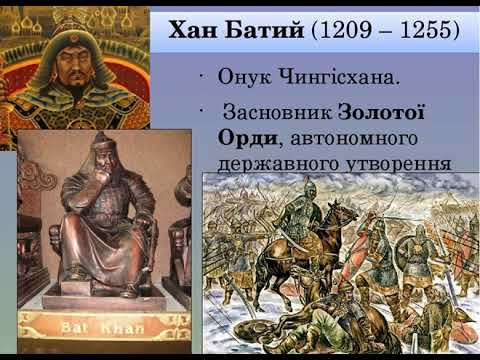 Хан Батий (1209 – 1255)
· Онук Чингісхана.
· Засновник Золотої
Орди, автономного
державного утворення
Bat Khan